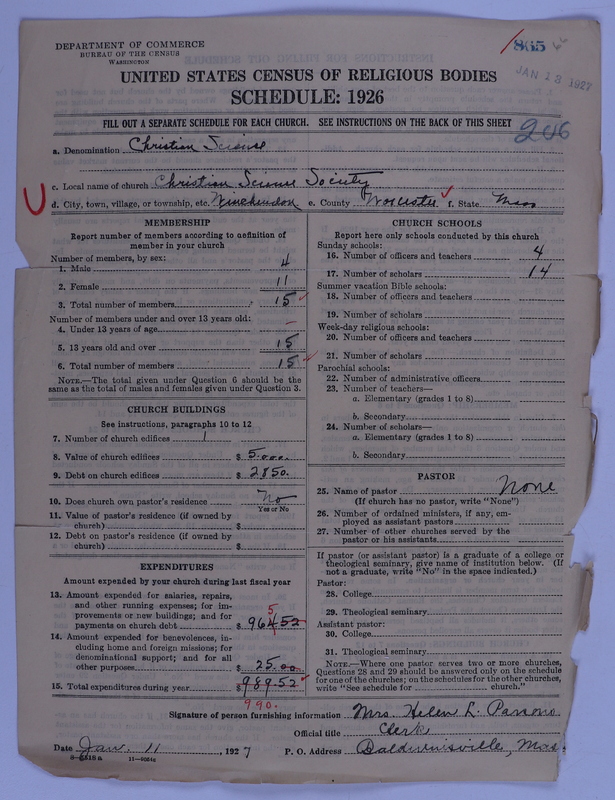 DEPARTMENT OF COMMERCE
BUREAU OF THE CENSUS
WASHINGTON
865
JAN 13 1927
UNITED STATES CENSUS OF RELIGIOUS BODIES
SCHEDULE: 1926
FILL OUT A SEPARATE SCHEDULE FOR EACH CHURCH. SEE INSTRUCTIONS ON THE BACK OF THIS SHEET
206
a. Denomination Christian Science
c. Local name of church Christian Science Society
d. City, town, village, or township, etc. Winchendon e. County Worcester f. State Mass
MEMBERSHIP
Report number of members according to definition of
member in your church
Number of members, by sex:
1. Male 4
2. Female 11
3. Total number of members 15
Number of members under and over 13 years old:
4. Under 13 years of age —
5. 13 years old and over 15
6. Total number of members 15
NOTE.—The total given under Question 6 should be the
same as the total of males and females given under Question 3.
CHURCH BUILDINGS
See instructions, paragraphs 10 to 12
7. Number of church edifices 1
8. Value of church edifices $ 5000.
9. Debt on church edifices $ 2850.
10. Does church own pastor's residence No
Yes or No
11. Value of pastor's residence (if owned by
church) $
12. Debt on pastor's residence (if owned by
church) $
EXPENDITURES
Amount expended by your church during last fiscal year
13. Amount expended for salaries, repairs,
and other running expenses; for im-
provements or new buildings; and for
payments on church debt $ 964.52
5
14. Amount expended for benevolences, in-
cluding home and foreign missions; for
denominational support; and for all
other purposes $ 25.00
15. Total expenditures during year $ 989.52
990.
CHURCH SCHOOLS
Report here only schools conducted by this church
Sunday schools:
16. Number of officers and teachers 4
17. Number of scholars 14
Summer vacation Bible schools:
18. Number of officers and teachers
19. Number of scholars
Week-day religious schools:
20. Number of officers and teachers
21. Number of scholars
Parochial schools:
22. Number of administrative officers
23. Number of teachers—
a. Elementary (grades 1 to 8)
b. Secondary
24. Number of scholars—
a. Elementary (grades 1 to 8)
b. Secondary
PASTOR
25. Name of pastor None
(If church has no pastor, write "None")
26. Number of ordained ministers, if any, em-
ployed as assistant pastors
27. Number of other churches served by the
pastor or his assistants
If pastor (or assistant pastor) is a graduate of a college or
theological seminary, give name of institution below. (If
not a graduate, write "No" in the space indicated.)
Pastor:
28. College
29. Theological seminary
Assistant pastor:
30. College
31. Theological seminary
NOTE.—Where one pastor serves two or more churches,
Questions 28 and 29 should be answered only on the schedule
for one of the churches; on the schedules for the other churches,
write "See schedule for church."
Signature of person furnishing information Mrs. Helen L. Parsons
Official title Clerk
Date Jan. 11, 1927 P. O. Address Baldwinsville, Mass.